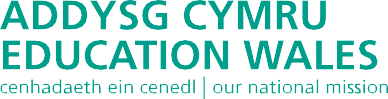 ADDYSG CYMRU
EDUCATION WALES
cenhadaeth ein cenedl | our national mission